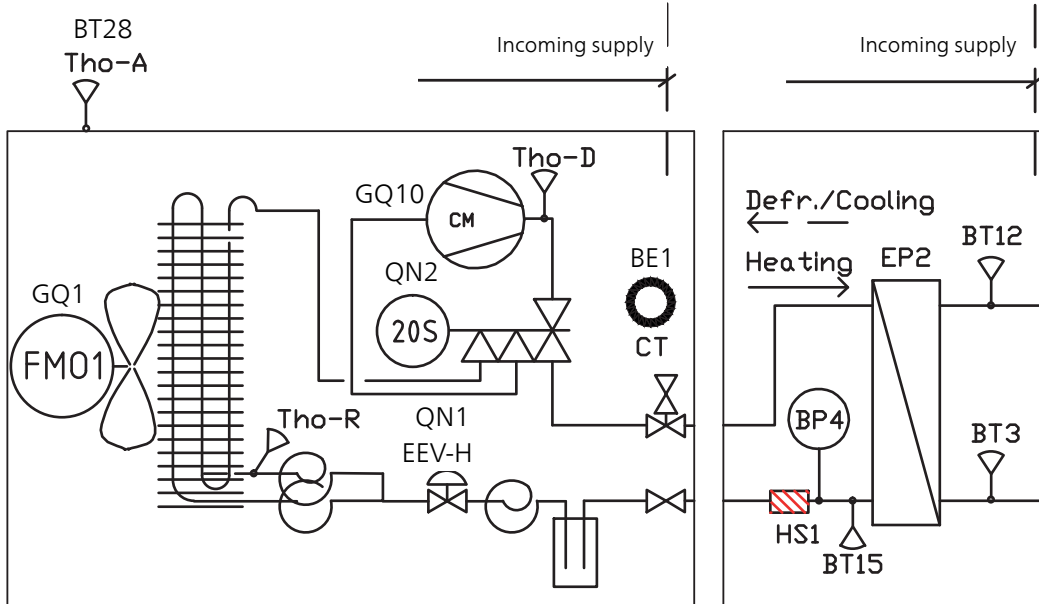 BT28
Tho-A
Incoming supply
Incoming supply
Tho-D
GQ10
CM
Defr./Cooling
Heating
BT12
EP2
QN2
BE1
GQ1
20S
CT
FM01
Tho-R
QN1
EEV-H
BP4
BT3
HS1
BT15